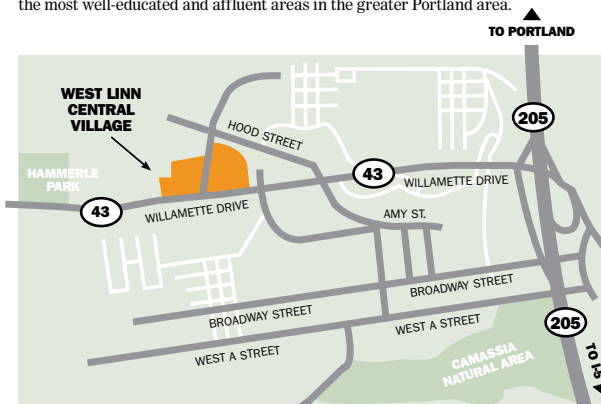 the most well-educated and affluent areas in the greater Portland area.
TO PORTLAND
WEST LINN
CENTRAL
VILLAGE
205
HOOD STREET
HAMMERLE
PARK
43
WILLAMETTE DRIVE
43
WILLAMETTE DRIVE
AMY ST.
BROADWAY STREET
BROADWAY STREET
WEST A STREET
WEST A STREET
205
CAMASSIA
NATURAL AREA
TO I-5